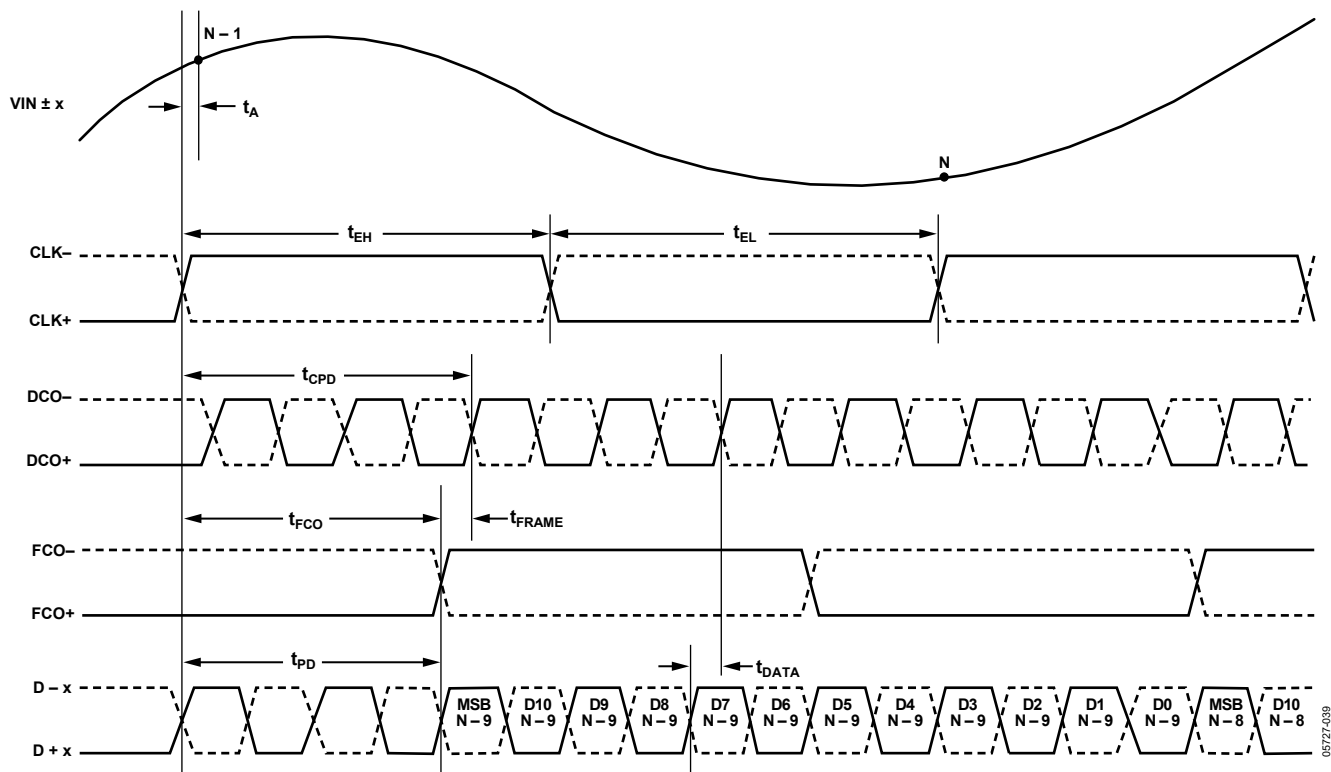 N – 1
VIN ± x
tA
N
tEH
tEL
CLK–
CLK+
tCPD
DCO–
DCO+
tFCO
tFRAME
FCO–
FCO+
tPD
tDATA
D – x
MSB N – 9
D10 N – 9
D9 N – 9
D8 N – 9
D7 N – 9
D6 N – 9
D5 N – 9
D4 N – 9
D3 N – 9
D2 N – 9
D1 N – 9
D0 N – 9
MSB N – 8
D10 N – 8
D + x
05727-039